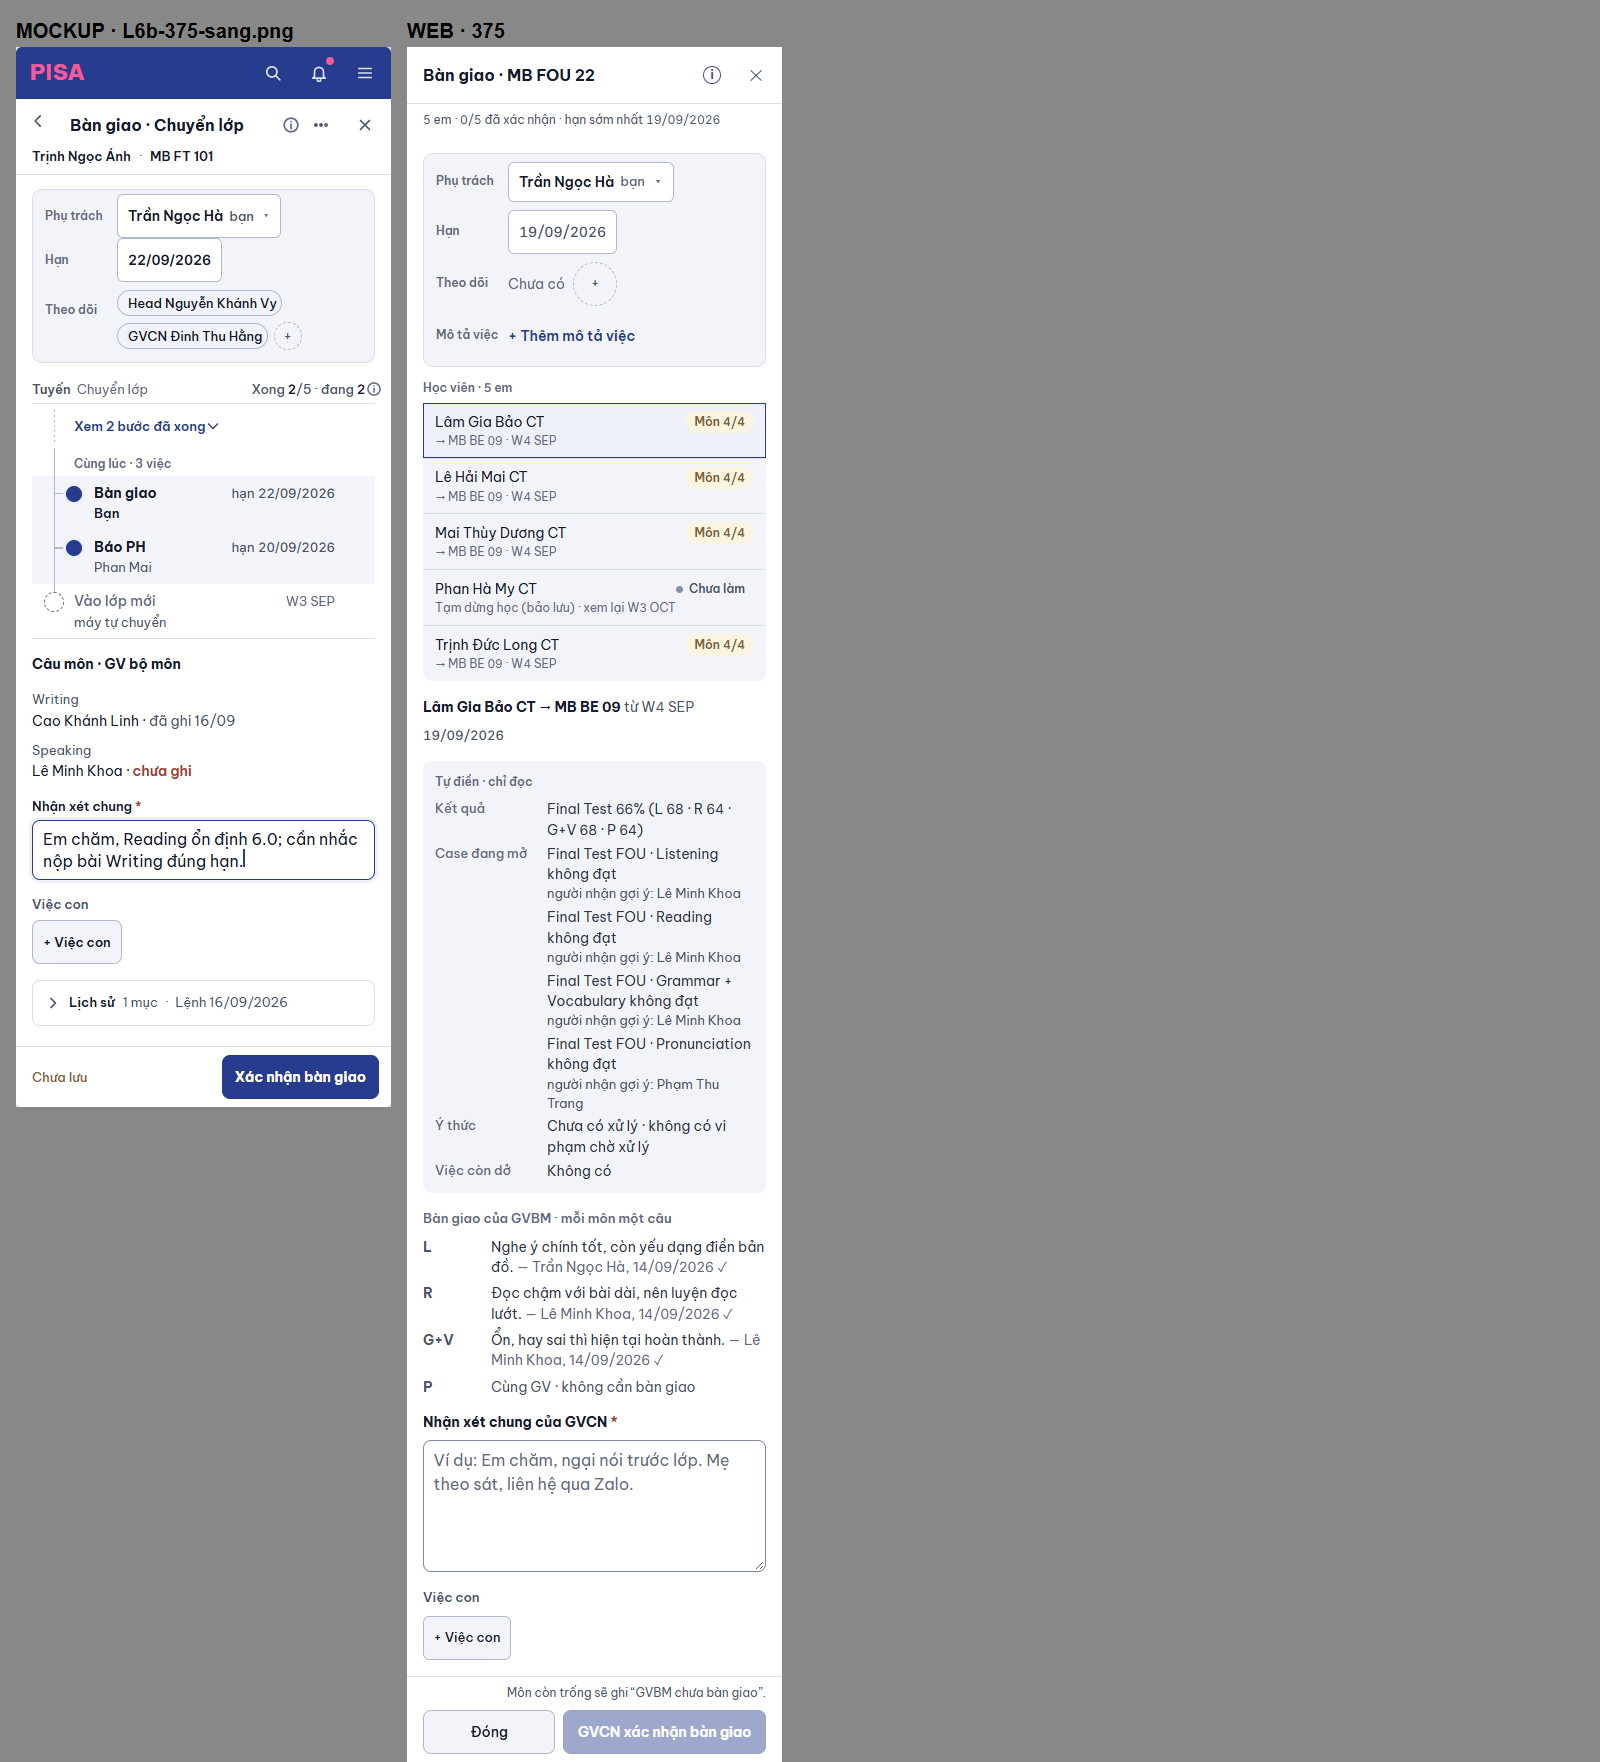 MOCKUP · L6b-375-sang.png
PISA
Bàn giao · Chuyển lớp
Trịnh Ngọc Ánh · MB FT 101
Phụ trách Trần Ngọc Hà bạn
Hạn 22/09/2026
Theo dõi Head Nguyễn Khánh Vy
GVCN Đinh Thu Hằng +
Tuyến Chuyển lớp Xong 2/5 · đang 2
Xem 2 bước đã xong
Cùng lúc · 3 việc
Bàn giao hạn 22/09/2026
Bạn
Báo PH hạn 20/09/2026
Phan Mai
Vào lớp mới W3 SEP
máy tự chuyển
Câu môn · GV bộ môn
Writing
Cao Khánh Linh · đã ghi 16/09
Speaking
Lê Minh Khoa · chưa ghi
Nhận xét chung *
Em chăm, Reading ổn định 6.0; cần nhắc
nộp bài Writing đúng hạn.
Việc con
+ Việc con
Lịch sử 1 mục · Lệnh 16/09/2026
Chưa lưu Xác nhận bàn giao
WEB · 375
Bàn giao · MB FOU 22
5 em · 0/5 đã xác nhận · hạn sớm nhất 19/09/2026
Phụ trách Trần Ngọc Hà bạn
Hạn 19/09/2026
Theo dõi Chưa có +
Mô tả việc + Thêm mô tả việc
Học viên · 5 em
Lâm Gia Bảo CT Môn 4/4
→ MB BE 09 · W4 SEP
Lê Hải Mai CT Môn 4/4
→ MB BE 09 · W4 SEP
Mai Thùy Dương CT Môn 4/4
→ MB BE 09 · W4 SEP
Phan Hà My CT Chưa làm
Tạm dừng học (bảo lưu) · xem lại W3 OCT
Trịnh Đức Long CT Môn 4/4
→ MB BE 09 · W4 SEP
Lâm Gia Bảo CT → MB BE 09 từ W4 SEP
19/09/2026
Tự điền · chỉ đọc
Kết quả Final Test 66% (L 68 · R 64 ·
G+V 68 · P 64)
Case đang mở Final Test FOU · Listening
không đạt
người nhận gợi ý: Lê Minh Khoa
Final Test FOU · Reading
không đạt
người nhận gợi ý: Lê Minh Khoa
Final Test FOU · Grammar +
Vocabulary không đạt
người nhận gợi ý: Lê Minh Khoa
Final Test FOU · Pronunciation
không đạt
người nhận gợi ý: Phạm Thu
Trang
Ý thức Chưa có xử lý · không có vi
phạm chờ xử lý
Việc còn dở Không có
Bàn giao của GVBM · mỗi môn một câu
L Nghe ý chính tốt, còn yếu dạng điền bản
đồ. — Trần Ngọc Hà, 14/09/2026 ✓
R Đọc chậm với bài dài, nên luyện đọc
lướt. — Lê Minh Khoa, 14/09/2026 ✓
G+V Ổn, hay sai thì hiện tại hoàn thành. — Lê
Minh Khoa, 14/09/2026 ✓
P Cùng GV · không cần bàn giao
Nhận xét chung của GVCN *
Ví dụ: Em chăm, ngại nói trước lớp. Mẹ
theo sát, liên hệ qua Zalo.
Việc con
+ Việc con
Môn còn trống sẽ ghi “GVBM chưa bàn giao”.
Đóng GVCN xác nhận bàn giao